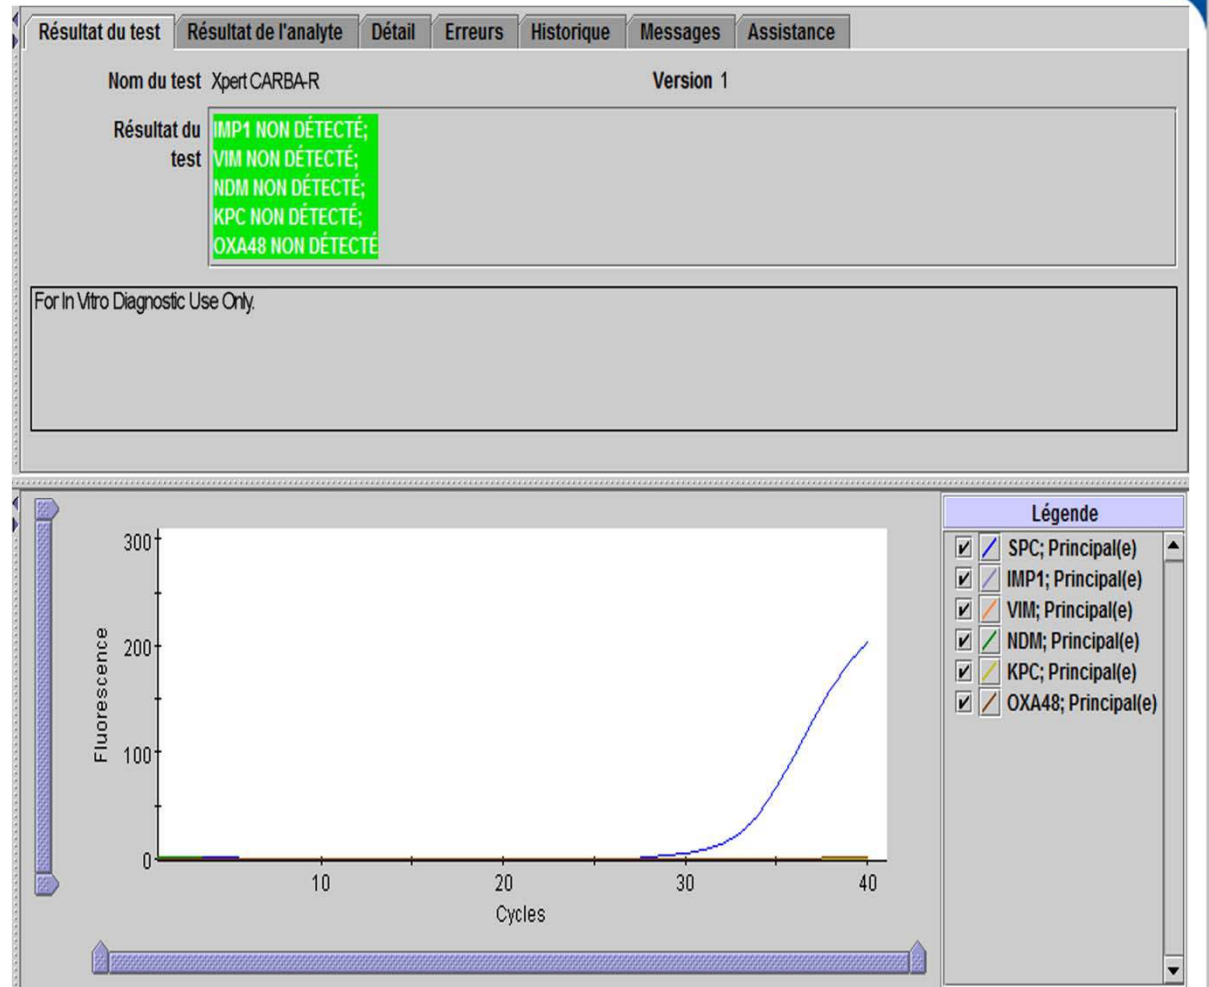 Résultat du test Résultat de l'analyte Détail Erreurs Historique Messages Assistance
Nom du test Xpert CARBA-R Version 1
Résultat du test
IMP1 NON DÉTECTÉ;
VIM NON DÉTECTÉ;
NDM NON DÉTECTÉ;
KPC NON DÉTECTÉ;
OXA48 NON DÉTECTÉ
For In Vitro Diagnostic Use Only.
300
200
100
0
Fluorescence
10 20 30 40
Cycles
Légende
SPC; Principal(e)
IMP1; Principal(e)
VIM; Principal(e)
NDM; Principal(e)
KPC; Principal(e)
OXA48; Principal(e)